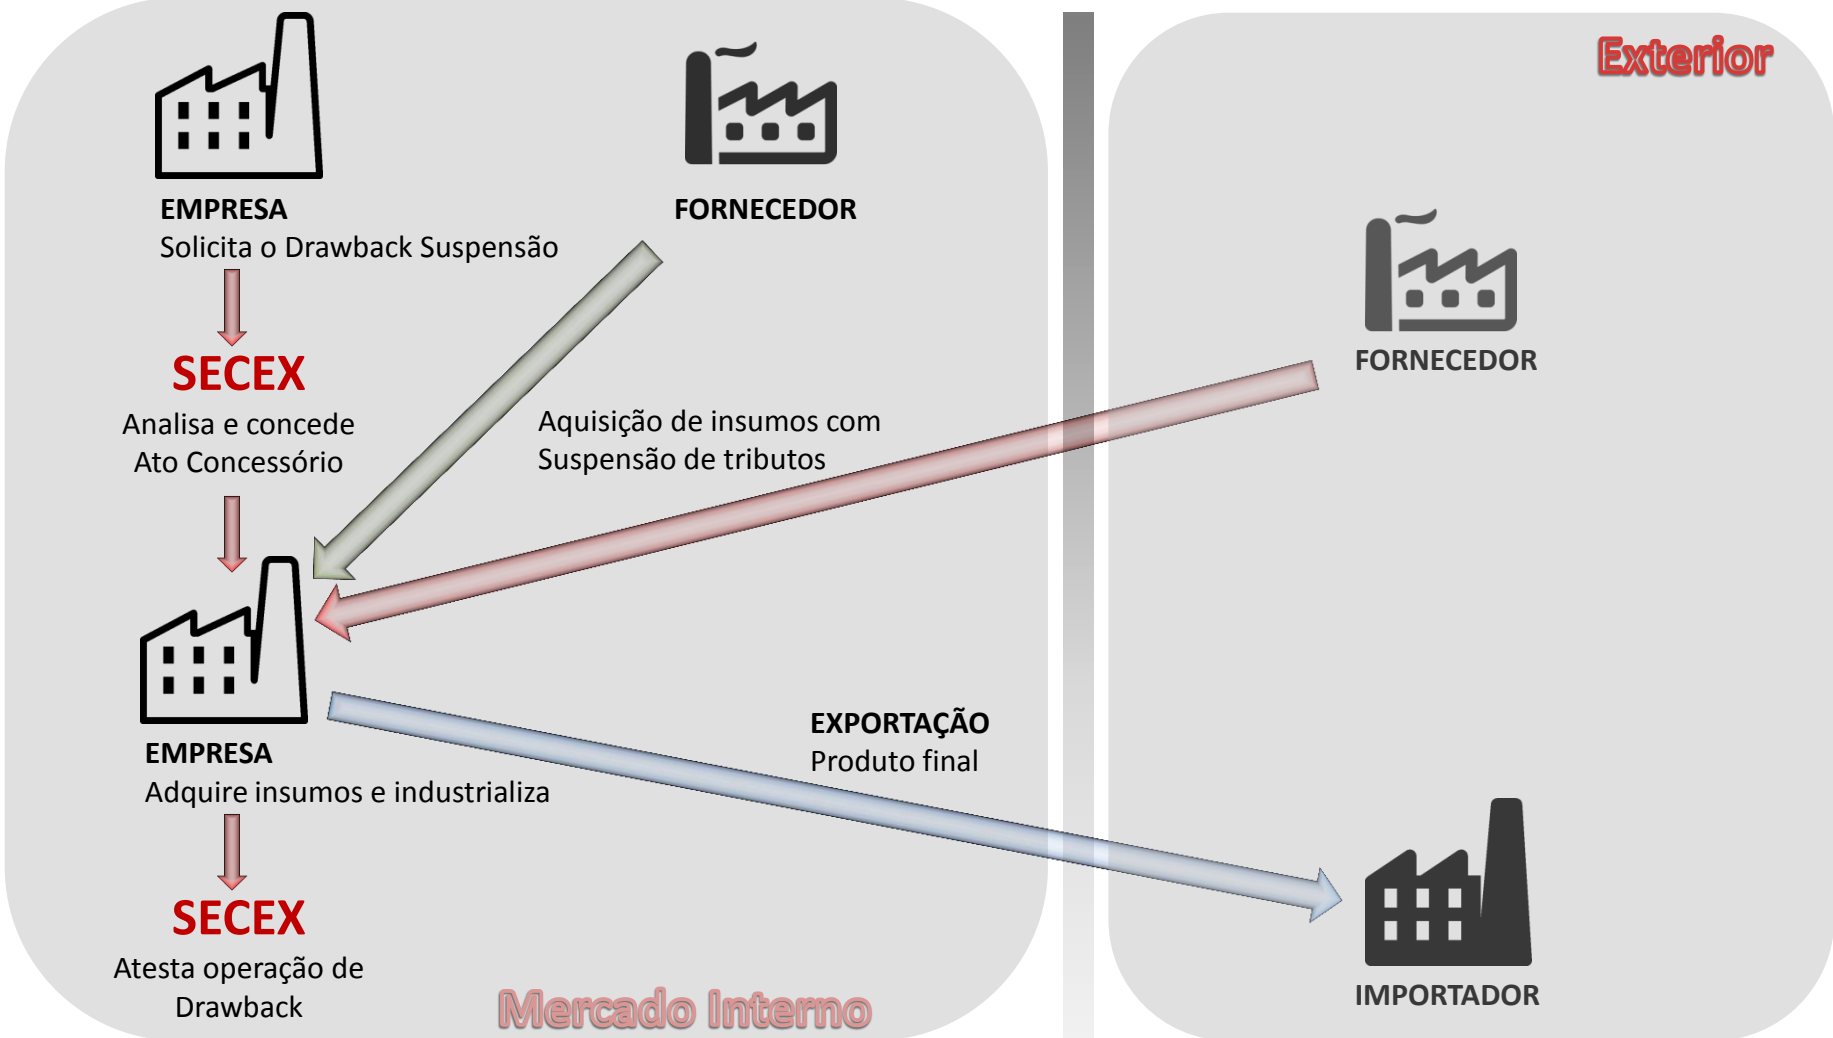 Exterior
EMPRESA
Solicita o Drawback Suspensão
FORNECEDOR
FORNECEDOR
SECEX
Analisa e concede
Ato Concessório
Aquisição de insumos com
Suspensão de tributos
EMPRESA
Adquire insumos e industrializa
EXPORTAÇÃO
Produto final
SECEX
Atesta operação de
Drawback
IMPORTADOR
Mercado Interno